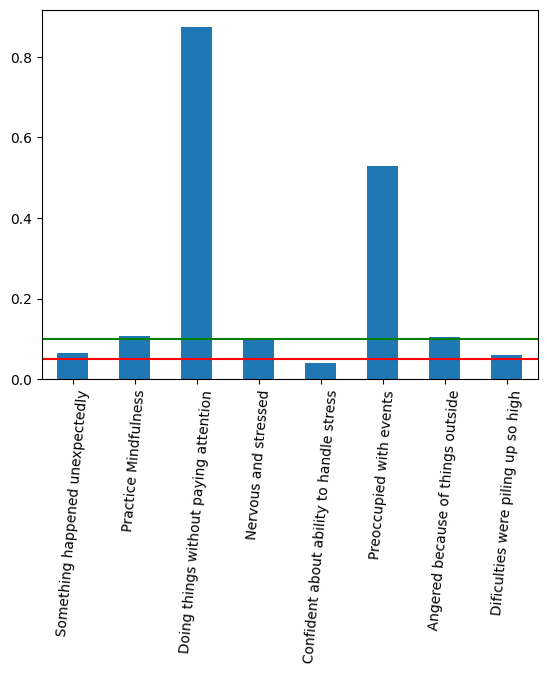 0.8
0.6
0.4
0.2
0.0
Something happened unexpectedly
Practice Mindfulness
Doing things without paying attention
Nervous and stressed
Confident about ability to handle stress
Preoccupied with events
Angered because of things outside
Dificulties were piling up so high